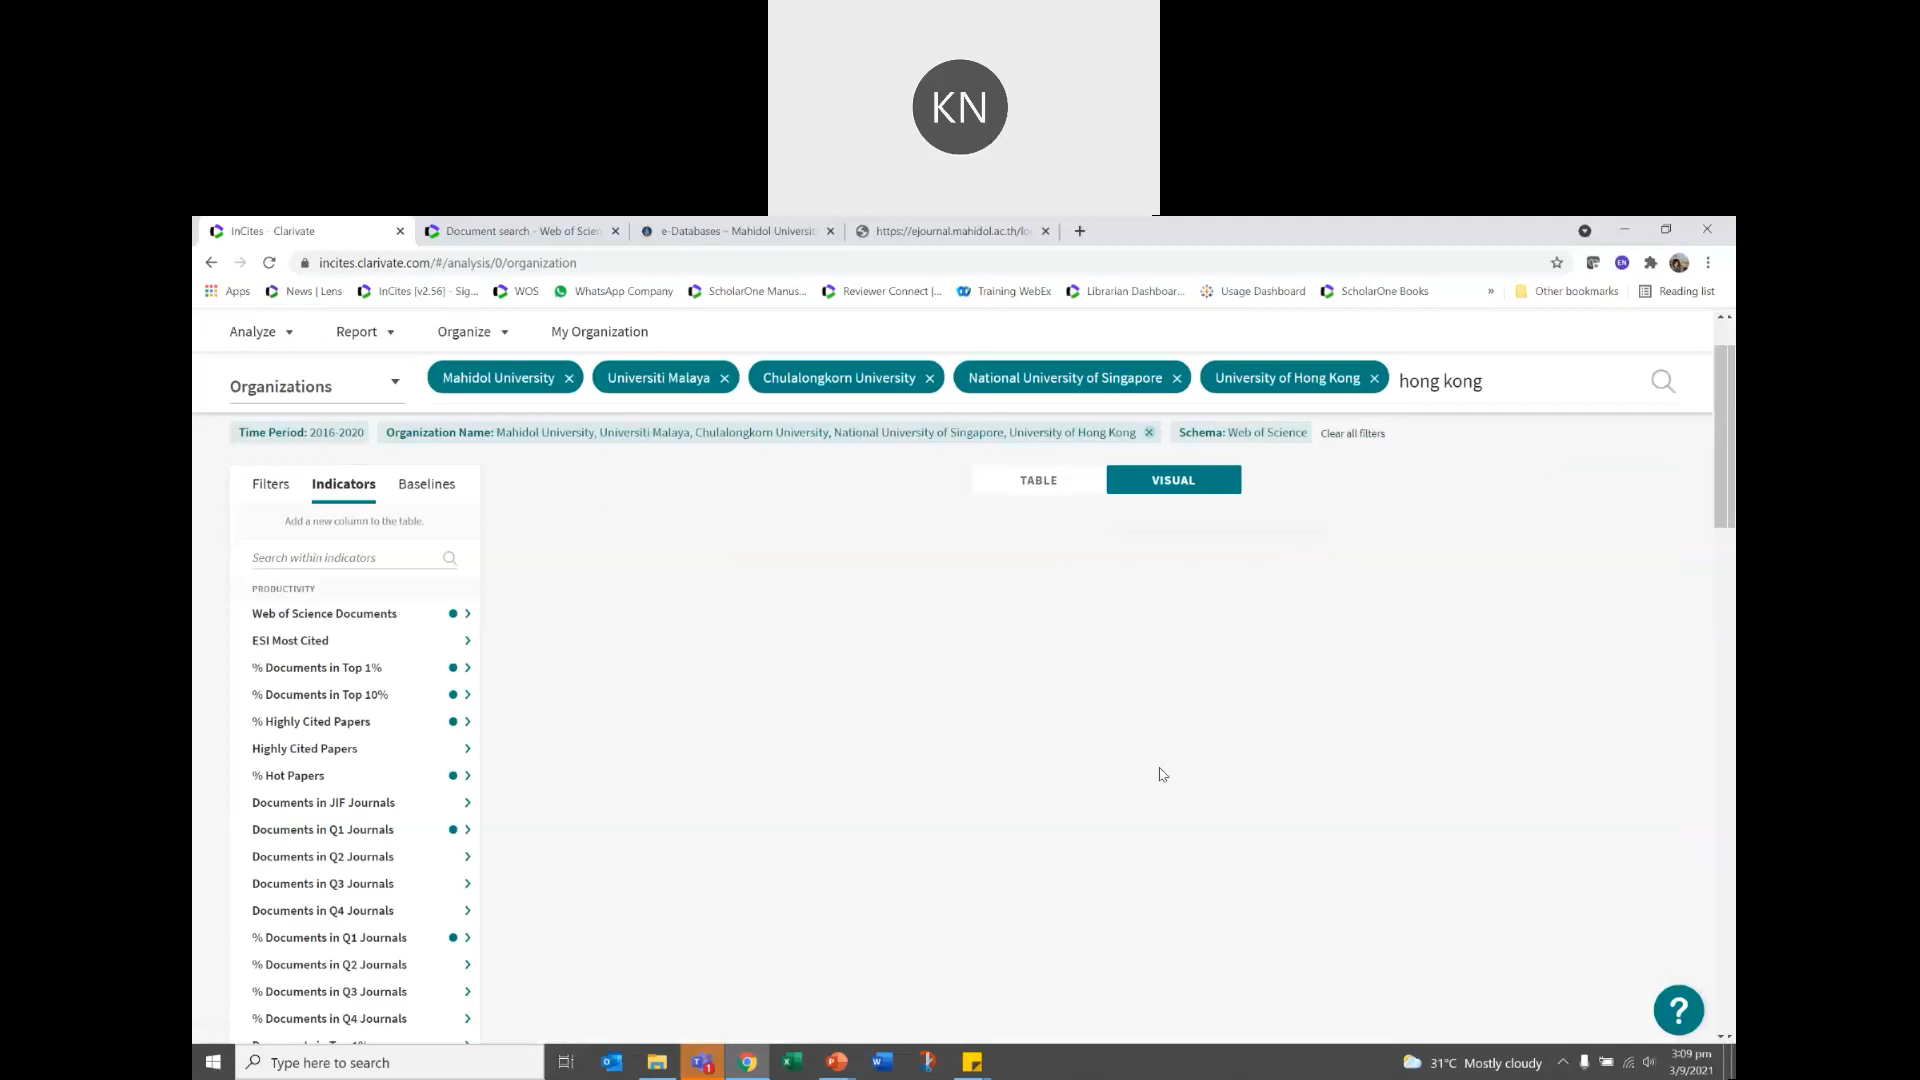 KN
InCites - Clarivate
Document search - Web of Scien
e-Databases – Mahidol Universit
https://ejournal.mahidol.ac.th/lo
incites.clarivate.com/#/analysis/0/organization
EN
Apps
News | Lens
InCites [v2.56] - Sig...
WOS
WhatsApp Company
ScholarOne Manus...
Reviewer Connect |...
Training WebEx
Librarian Dashboar...
Usage Dashboard
ScholarOne Books
»
Other bookmarks
Reading list
Analyze
Report
Organize
My Organization
Organizations
Mahidol University
Universiti Malaya
Chulalongkorn University
National University of Singapore
University of Hong Kong
hong kong
Time Period: 2016-2020
Organization Name: Mahidol University, Universiti Malaya, Chulalongkorn University, National University of Singapore, University of Hong Kong
Schema: Web of Science
Clear all filters
Filters
Indicators
Baselines
TABLE
VISUAL
Add a new column to the table.
Search within indicators
PRODUCTIVITY
Web of Science Documents
ESI Most Cited
% Documents in Top 1%
% Documents in Top 10%
% Highly Cited Papers
Highly Cited Papers
% Hot Papers
Documents in JIF Journals
Documents in Q1 Journals
Documents in Q2 Journals
Documents in Q3 Journals
Documents in Q4 Journals
% Documents in Q1 Journals
% Documents in Q2 Journals
% Documents in Q3 Journals
% Documents in Q4 Journals
?
Type here to search
31°C Mostly cloudy
3:09 pm
3/9/2021